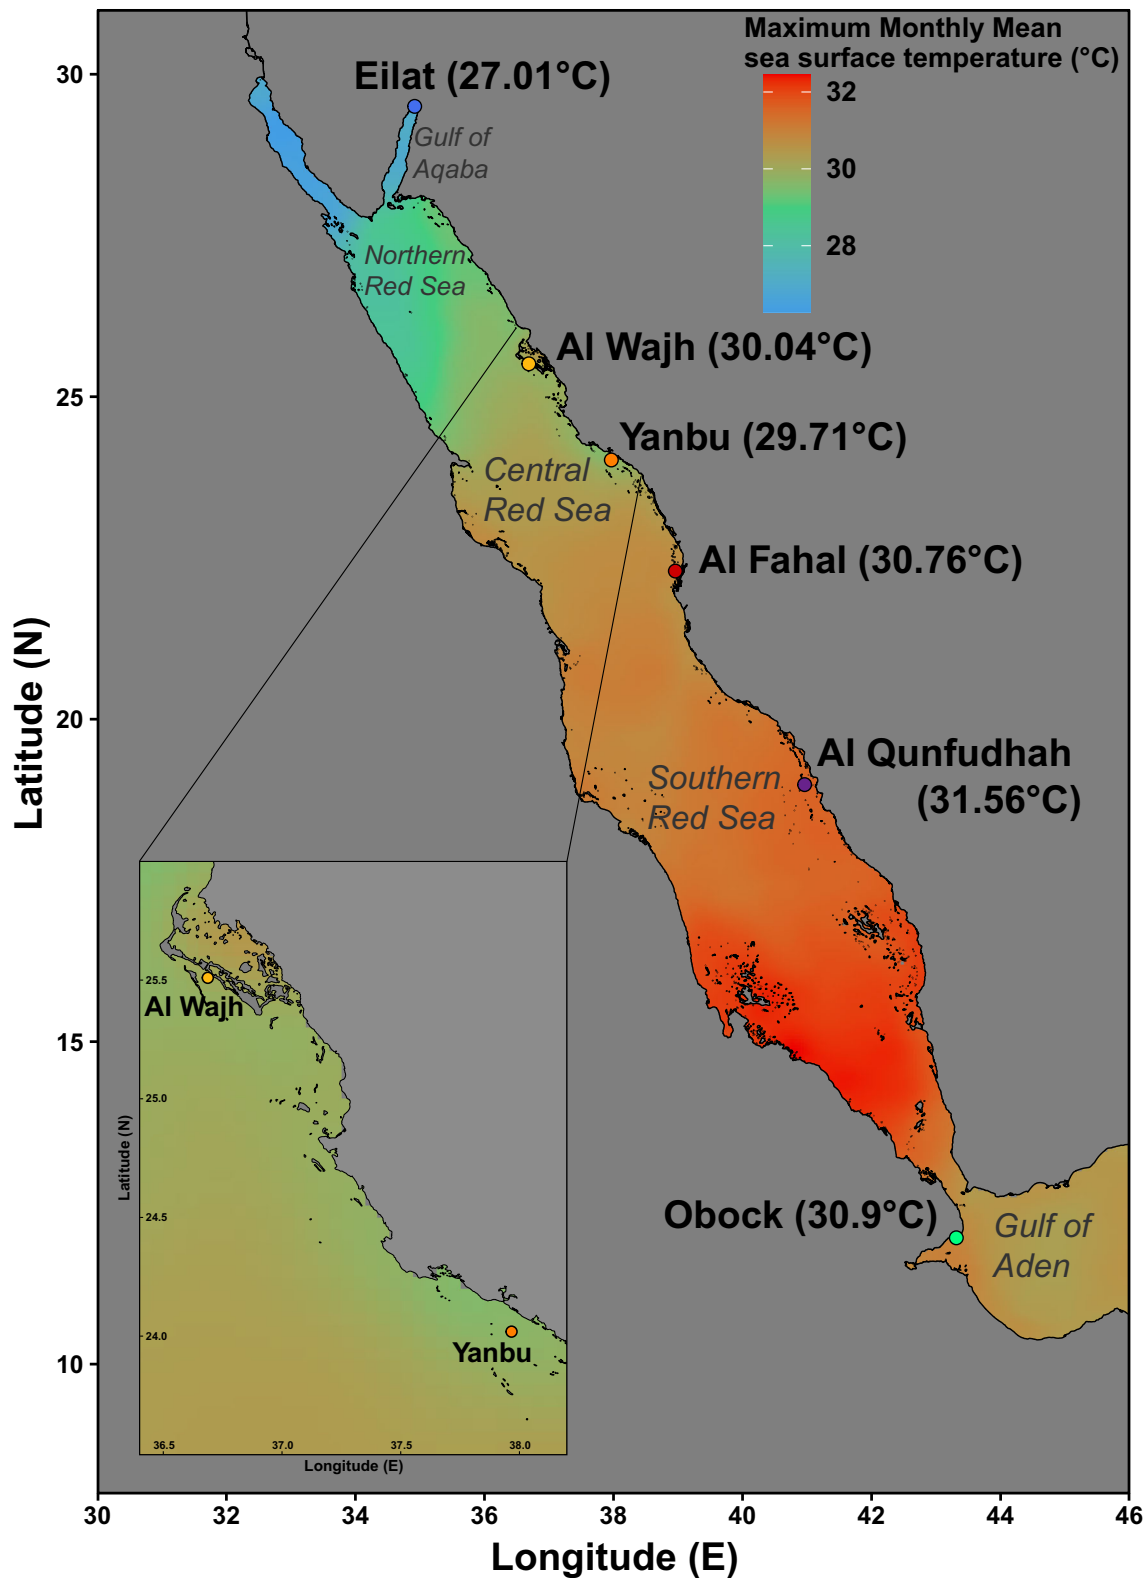 Maximum Monthly Mean
sea surface temperature (°C)
32
30
28
Eilat (27.01°C)
Gulf of
Aqaba
Northern
Red Sea
Al Wajh (30.04°C)
Yanbu (29.71°C)
Central
Red Sea
Al Fahal (30.76°C)
Al Qunfudhah
(31.56°C)
Southern
Red Sea
Obock (30.9°C)
Gulf of
Aden
30
25
20
15
10
Latitude (N)
25.5
25.0
24.5
24.0
Latitude (N)
Al Wajh
Yanbu
36.5 37.0 37.5 38.0
Longitude (E)
30 32 34 36 38 40 42 44 46
Longitude (E)